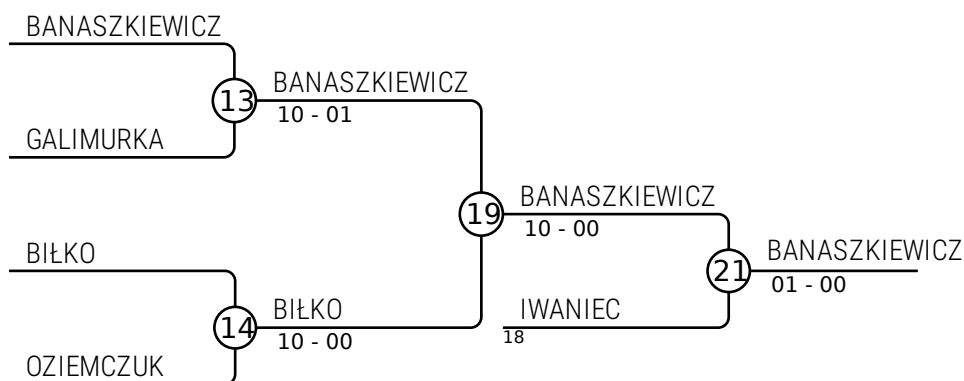 BANASZKIEWICZ
13
BANASZKIEWICZ
10 - 01
GALIMURKA
19
BANASZKIEWICZ
10 - 00
BIŁKO
14
BIŁKO
10 - 00
OZIEMCZUK
21
BANASZKIEWICZ
01 - 00
IWANIEC
18